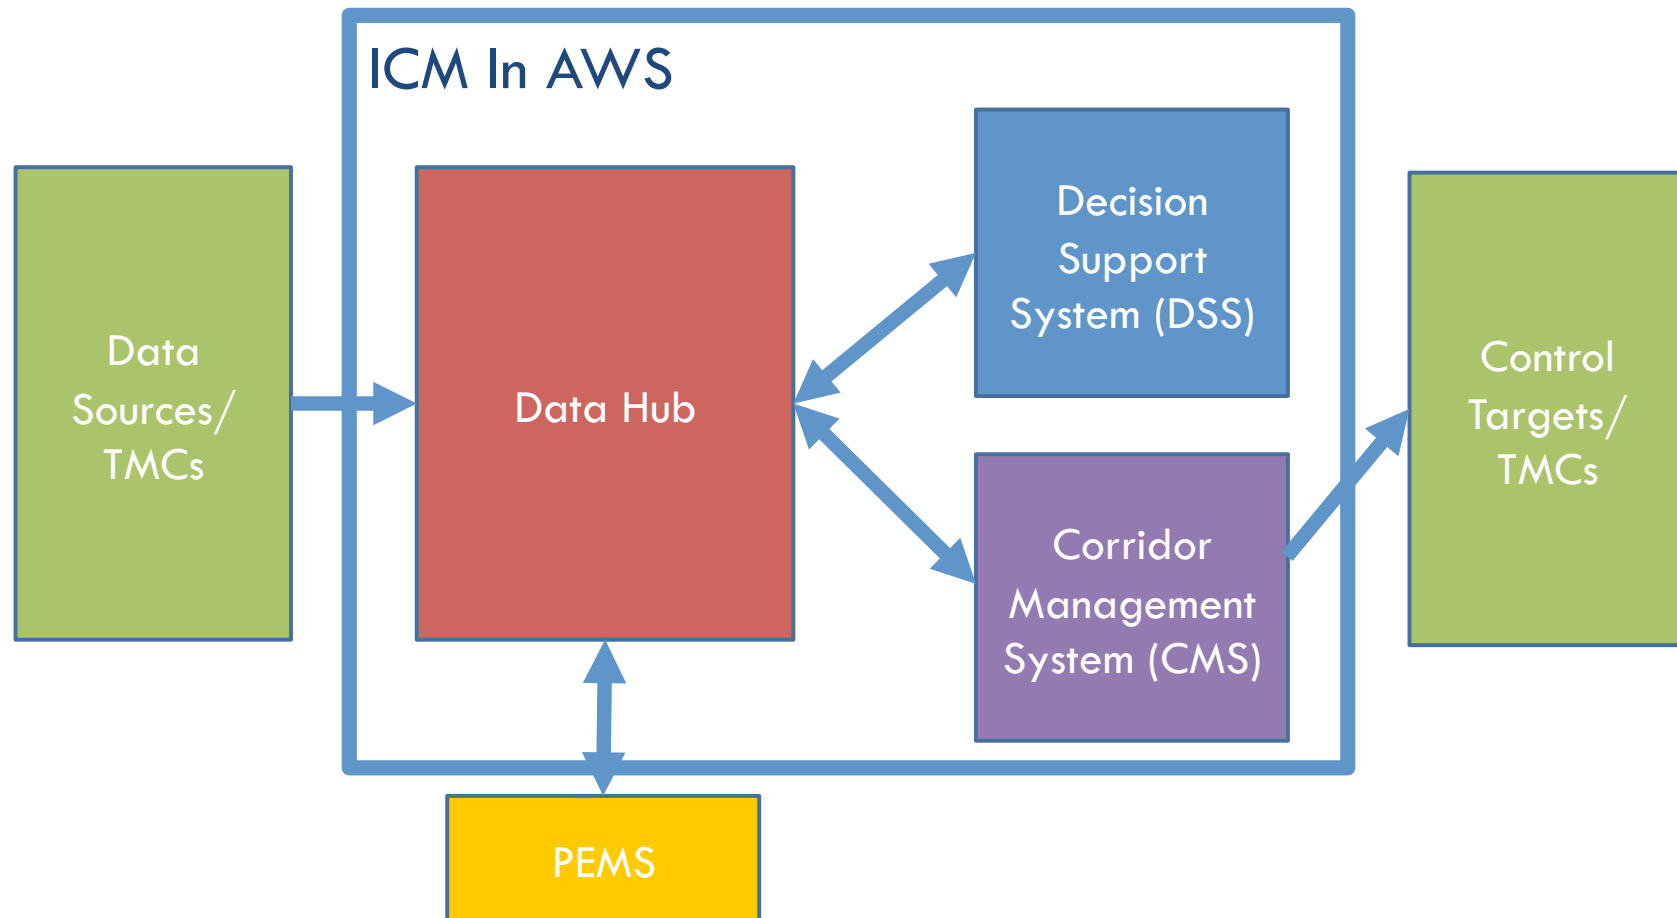 ICM In AWS
Data
Sources/
TMCs
Data Hub
Decision
Support
System (DSS)
Corridor
Management
System (CMS)
Control
Targets/
TMCs
PEMS